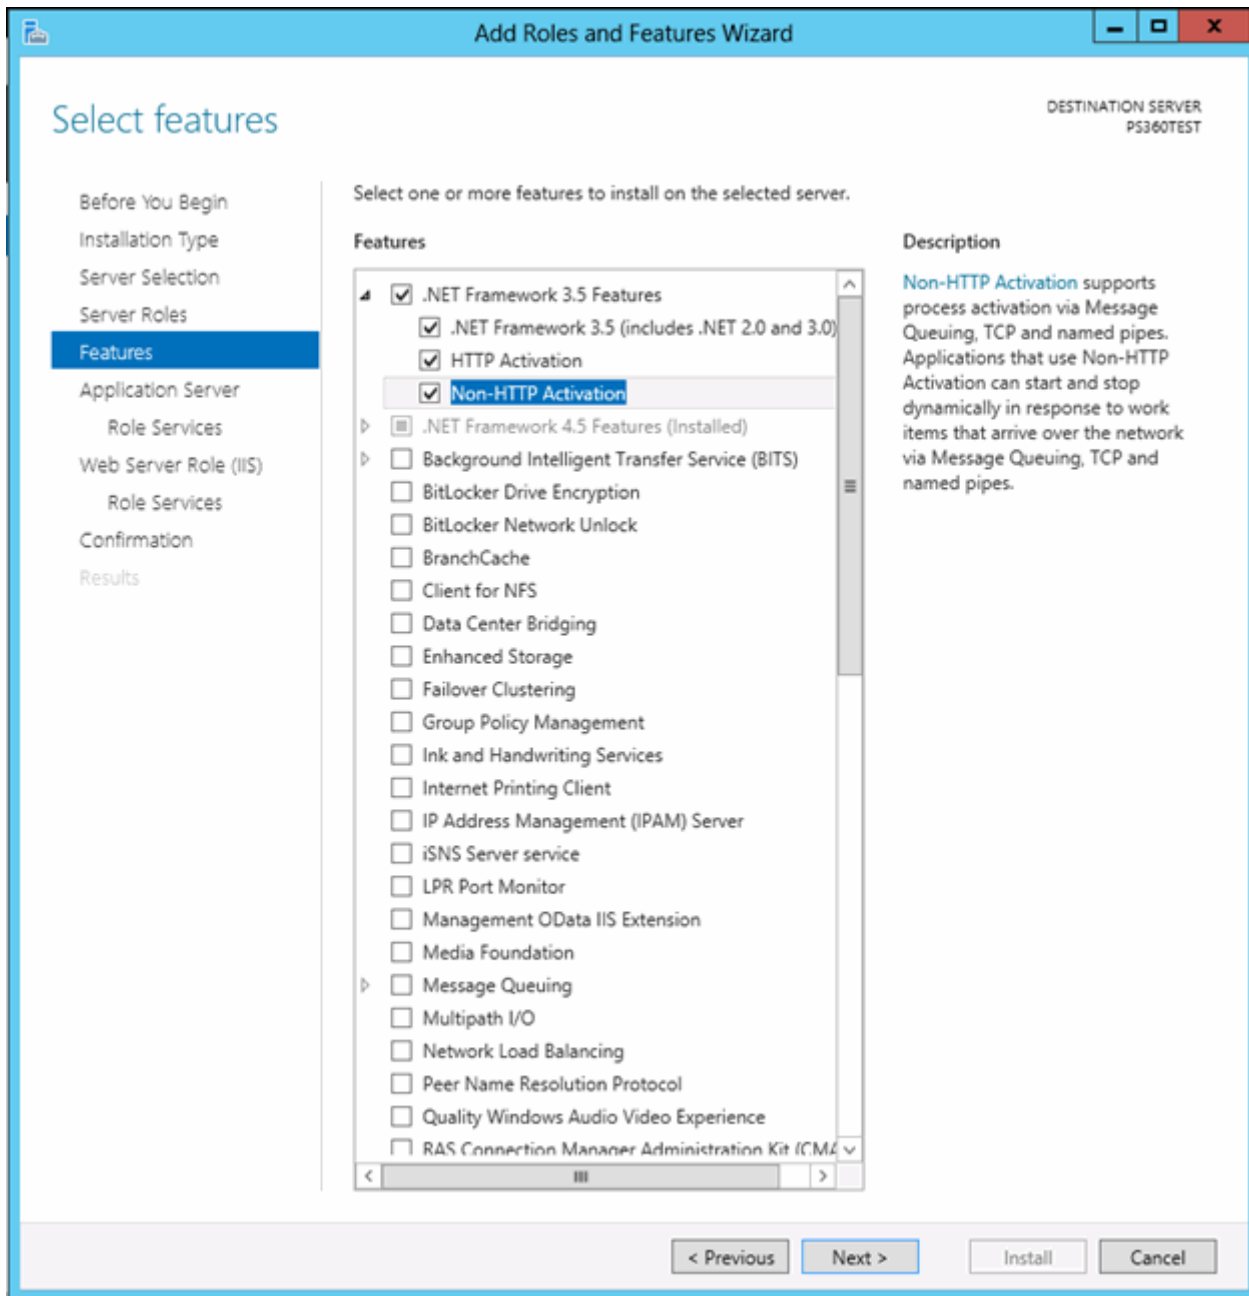 Add Roles and Features Wizard
Select features
DESTINATION SERVER
PS360TEST
Before You Begin
Installation Type
Server Selection
Server Roles
Features
Application Server
Role Services
Web Server Role (IIS)
Role Services
Confirmation
Results
Select one or more features to install on the selected server.
Features
.NET Framework 3.5 Features
.NET Framework 3.5 (includes .NET 2.0 and 3.0)
HTTP Activation
Non-HTTP Activation
.NET Framework 4.5 Features (Installed)
Background Intelligent Transfer Service (BITS)
BitLocker Drive Encryption
BitLocker Network Unlock
BranchCache
Client for NFS
Data Center Bridging
Enhanced Storage
Failover Clustering
Group Policy Management
Ink and Handwriting Services
Internet Printing Client
IP Address Management (IPAM) Server
iSNS Server service
LPR Port Monitor
Management OData IIS Extension
Media Foundation
Message Queuing
Multipath I/O
Network Load Balancing
Peer Name Resolution Protocol
Quality Windows Audio Video Experience
RAS Connection Manager Administration Kit (CMA
Description
Non-HTTP Activation supports
process activation via Message
Queuing, TCP and named pipes.
Applications that use Non-HTTP
Activation can start and stop
dynamically in response to work
items that arrive over the network
via Message Queuing, TCP and
named pipes.
< Previous
Next >
Install
Cancel